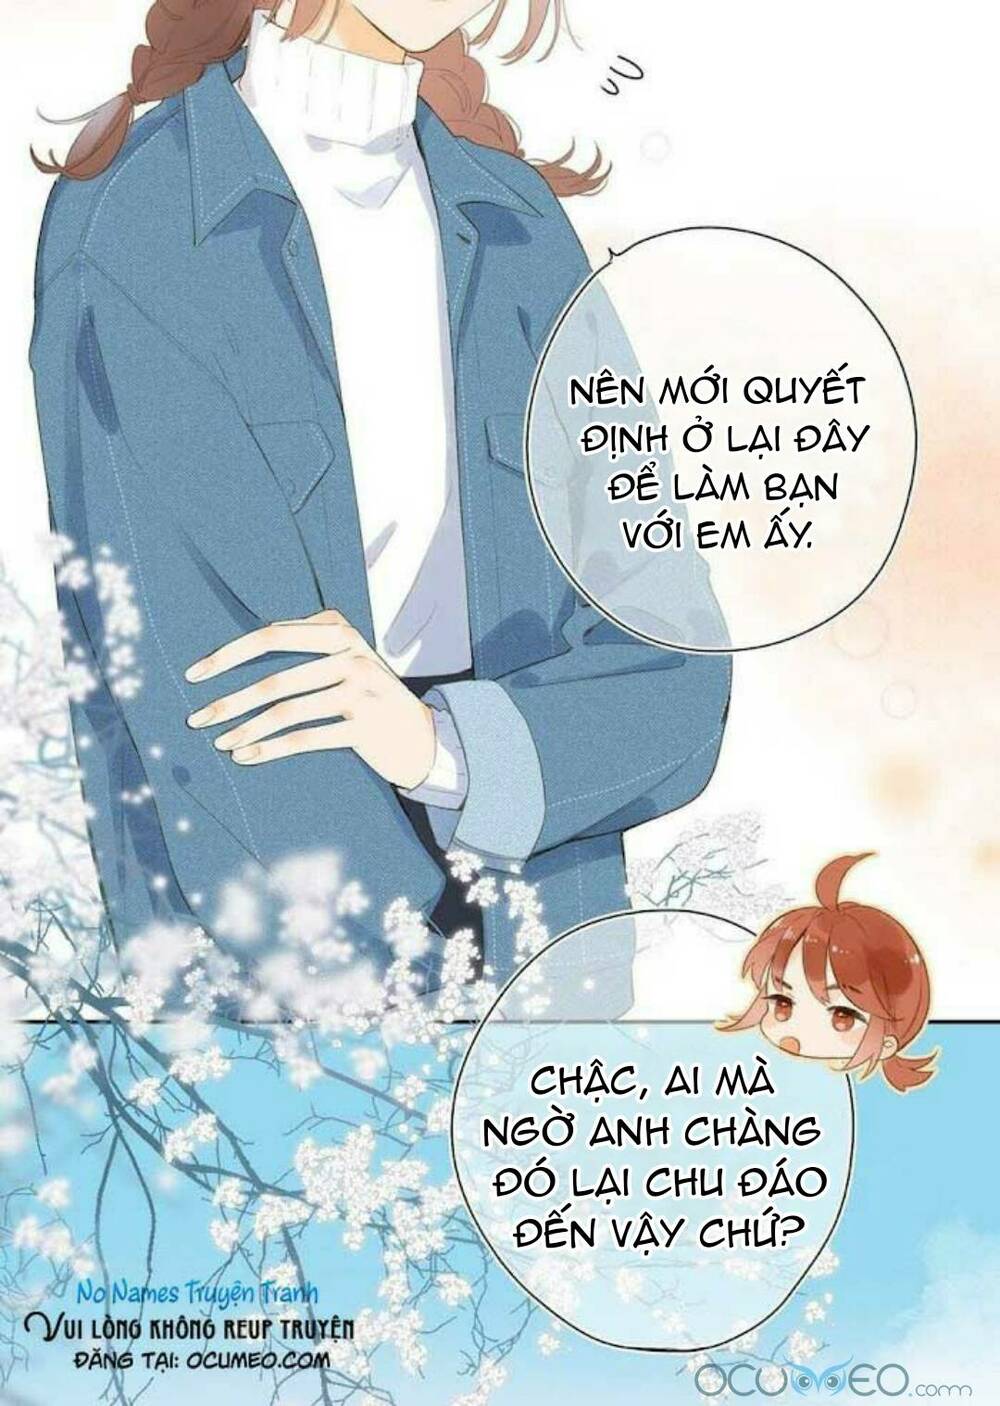 NÊN MỚI QUYẾT
ĐỊNH Ở LẠI ĐÂY
ĐỂ LÀM BẠN
VỚI EM ẤY.
CHẬC, AI MÀ
NGỜ ANH CHÀNG
ĐÓ LẠI CHU ĐÁO
ĐẾN VẬY CHỨ?
No Names Truyện Tranh
VUI LÒNG KHÔNG REUP TRUYỆN
ĐĂNG TẠI: OCUMEO.COM
OCUMEO.com